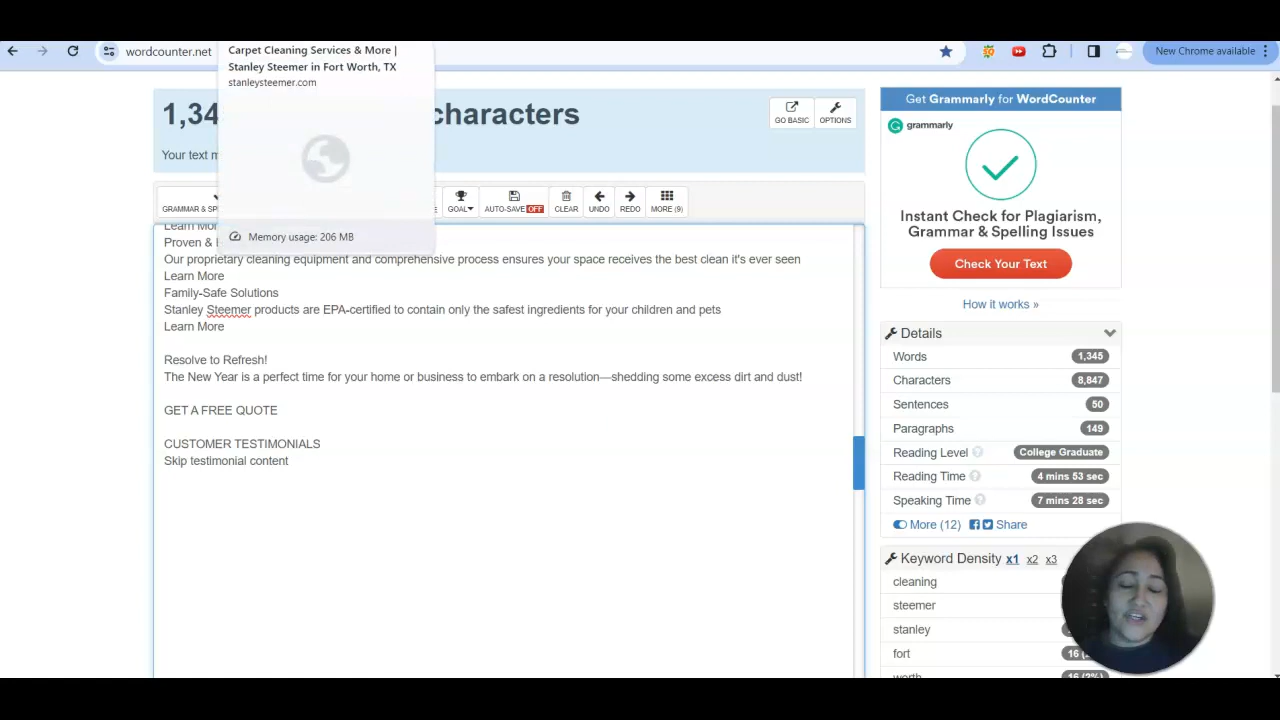 wordcounter.net
New Chrome available
Carpet Cleaning Services & More |
Stanley Steemer in Fort Worth, TX
stanleysteemer.com
Memory usage: 206 MB
1,34 characters
Your text m
GO BASIC
OPTIONS
GRAMMAR & SP
GOAL
AUTO-SAVE OFF
CLEAR
UNDO
REDO
MORE (9)
Learn Mor
Proven &
Our proprietary cleaning equipment and comprehensive process ensures your space receives the best clean it's ever seen
Learn More
Family-Safe Solutions
Stanley Steemer products are EPA-certified to contain only the safest ingredients for your children and pets
Learn More
Resolve to Refresh!
The New Year is a perfect time for your home or business to embark on a resolution—shedding some excess dirt and dust!
GET A FREE QUOTE
CUSTOMER TESTIMONIALS
Skip testimonial content
Get Grammarly for WordCounter
grammarly
Instant Check for Plagiarism,
Grammar & Spelling Issues
Check Your Text
How it works »
Details
Words 1,345
Characters 8,847
Sentences 50
Paragraphs 149
Reading Level ? College Graduate
Reading Time ? 4 mins 53 sec
Speaking Time ? 7 mins 28 sec
More (12) Share
Keyword Density x1 x2 x3
cleaning
steemer
stanley
fort 16
worth 16 (2%)